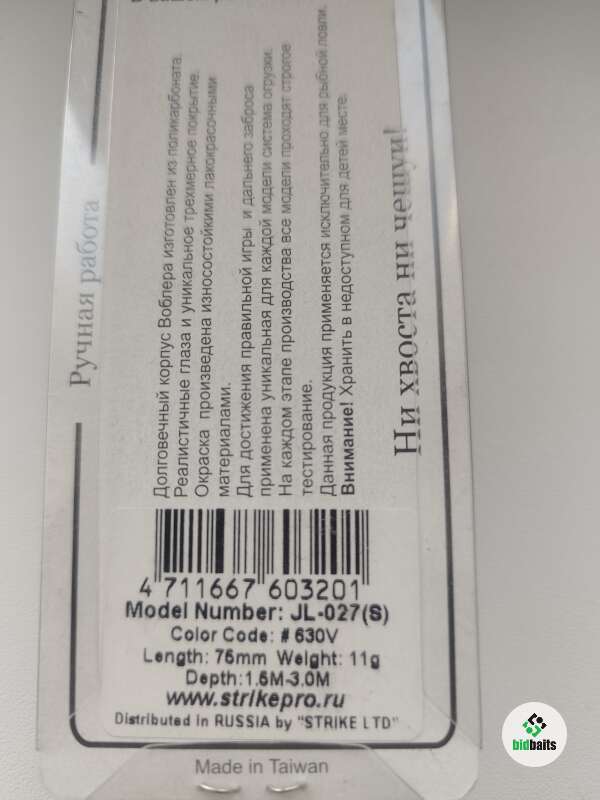 Ручная работа
Долговечный корпус Воблера изготовлен из поликарбоната.
Реалистичные глаза и уникальное трехмерное покрытие.
Окраска произведена износостойкими лакокрасочными
материалами.
Для достижения правильной игры и дальнего заброса
применена уникальная для каждой модели система огрузки.
На каждом этапе производства все модели проходят строгое
тестирование.
Данная продукция применяется исключительно для рыбной ловли.
Внимание! Хранить в недоступном для детей месте.
Ни хвоста ни чешуи!
4 711667 603201
Model Number: JL-027(S)
Color Code: # 630V
Length: 76mm Weight: 11g
Depth:1.5M-3.0M
www.strikepro.ru
Distributed in RUSSIA by "STRIKE LTD"
Made in Taiwan
bidbaits